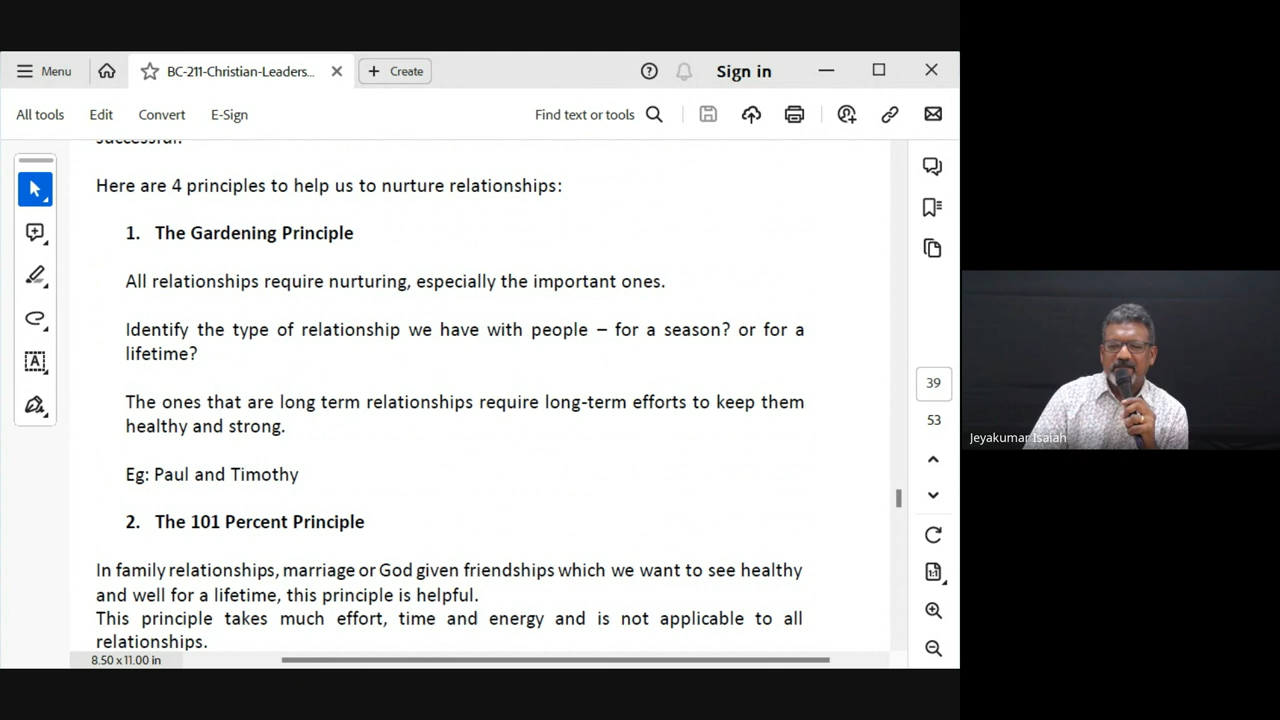 Menu
BC-211-Christian-Leaders...
Create
Sign in
All tools
Edit
Convert
E-Sign
Find text or tools
successful.
Here are 4 principles to help us to nurture relationships:
1. The Gardening Principle
All relationships require nurturing, especially the important ones.
Identify the type of relationship we have with people – for a season? or for a
lifetime?
The ones that are long term relationships require long-term efforts to keep them
healthy and strong.
Eg: Paul and Timothy
2. The 101 Percent Principle
In family relationships, marriage or God given friendships which we want to see healthy
and well for a lifetime, this principle is helpful.
This principle takes much effort, time and energy and is not applicable to all
relationships.
8.50 x 11.00 in
39
53
1:1
Jeyakumar Isaiah